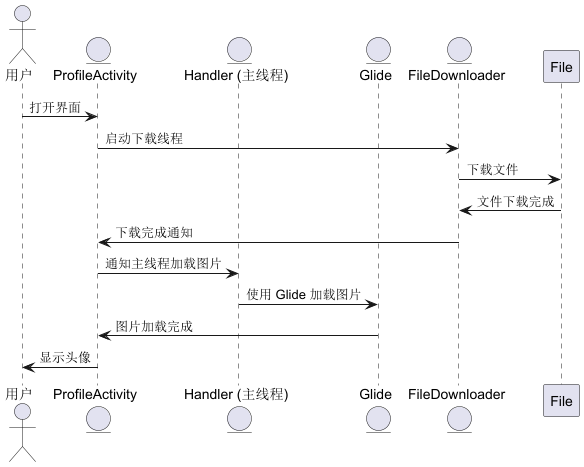 用户
ProfileActivity
Handler (主线程)
Glide
FileDownloader
File
打开界面
启动下载线程
下载文件
文件下载完成
下载完成通知
通知主线程加载图片
使用 Glide 加载图片
图片加载完成
显示头像
用户
ProfileActivity
Handler (主线程)
Glide
FileDownloader
File